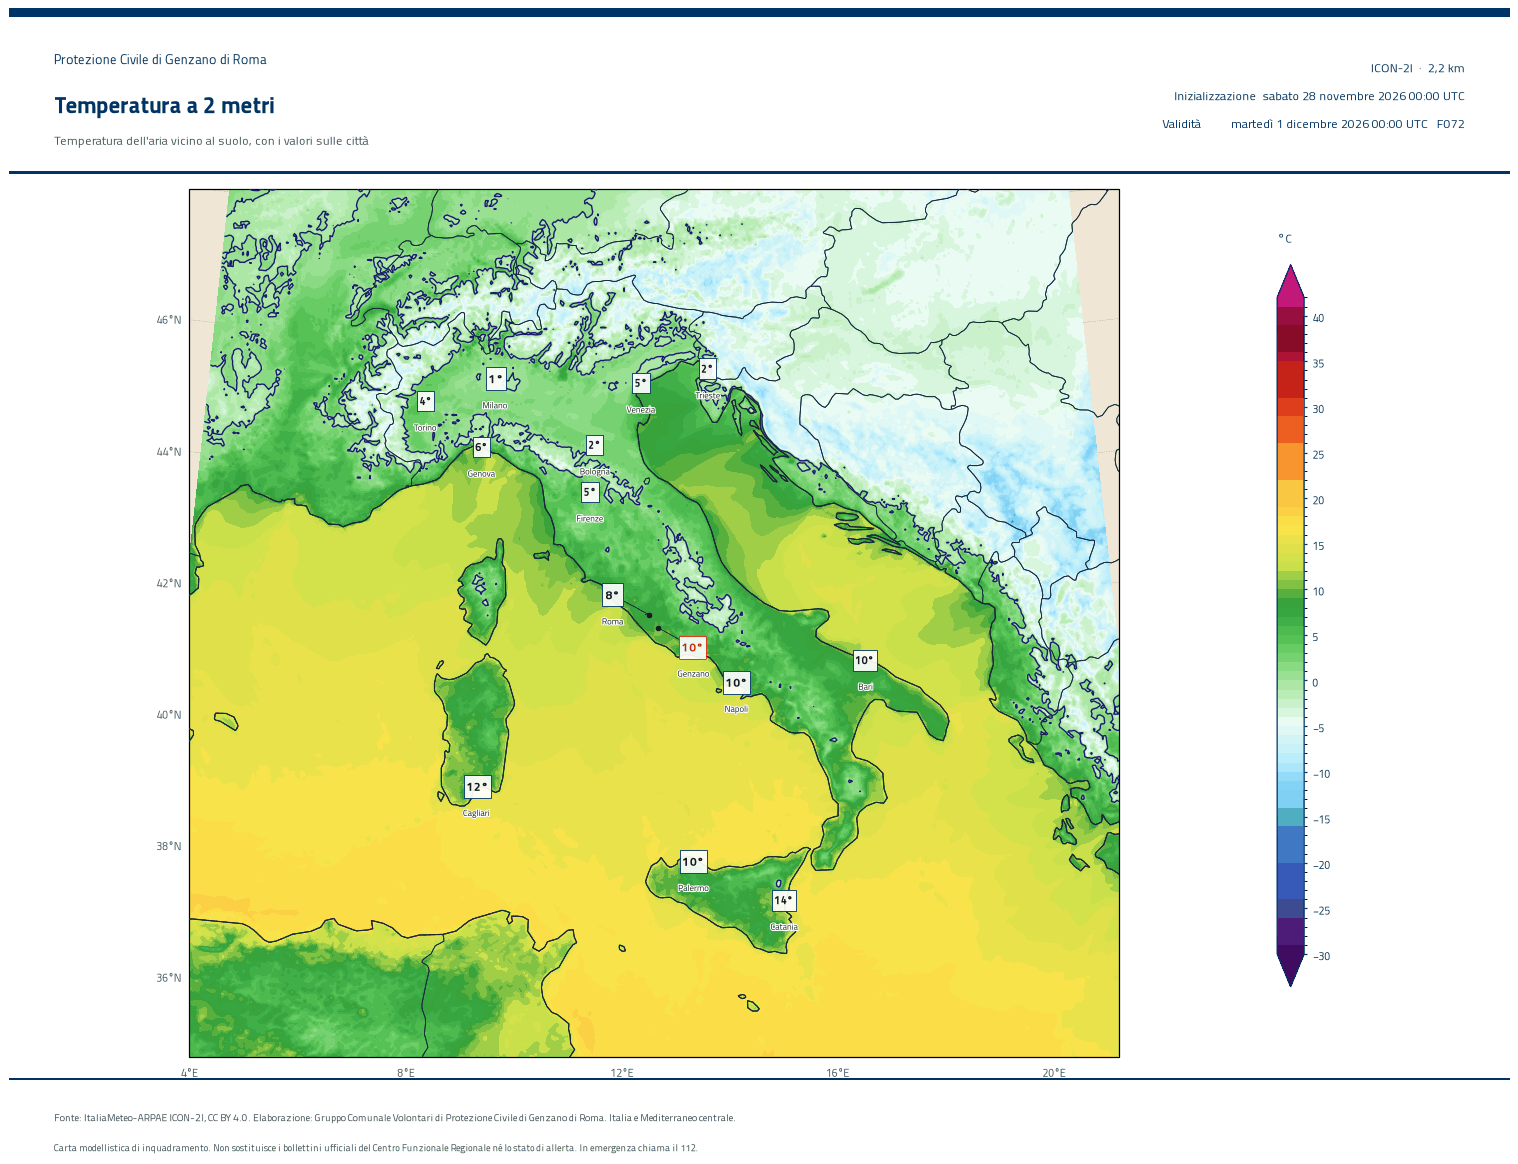 Protezione Civile di Genzano di Roma
Temperatura a 2 metri
Temperatura dell'aria vicino al suolo, con i valori sulle città
ICON-2I · 2,2 km
Inizializzazione sabato 28 novembre 2026 00:00 UTC
Validità martedì 1 dicembre 2026 00:00 UTC F072
°C
40
35
30
25
20
15
10
5
0
−5
−10
−15
−20
−25
−30
46°N
44°N
42°N
40°N
38°N
36°N
4°E
8°E
12°E
16°E
20°E
1°
Milano
4°
Torino
5°
Venezia
2°
Trieste
6°
Genova
2°
Bologna
5°
Firenze
8°
Roma
10°
Genzano
10°
Napoli
10°
Bari
12°
Cagliari
10°
Palermo
14°
Catania
Fonte: ItaliaMeteo-ARPAE ICON-2I, CC BY 4.0. Elaborazione: Gruppo Comunale Volontari di Protezione Civile di Genzano di Roma. Italia e Mediterraneo centrale.
Carta modellistica di inquadramento. Non sostituisce i bollettini ufficiali del Centro Funzionale Regionale né lo stato di allerta. In emergenza chiama il 112.